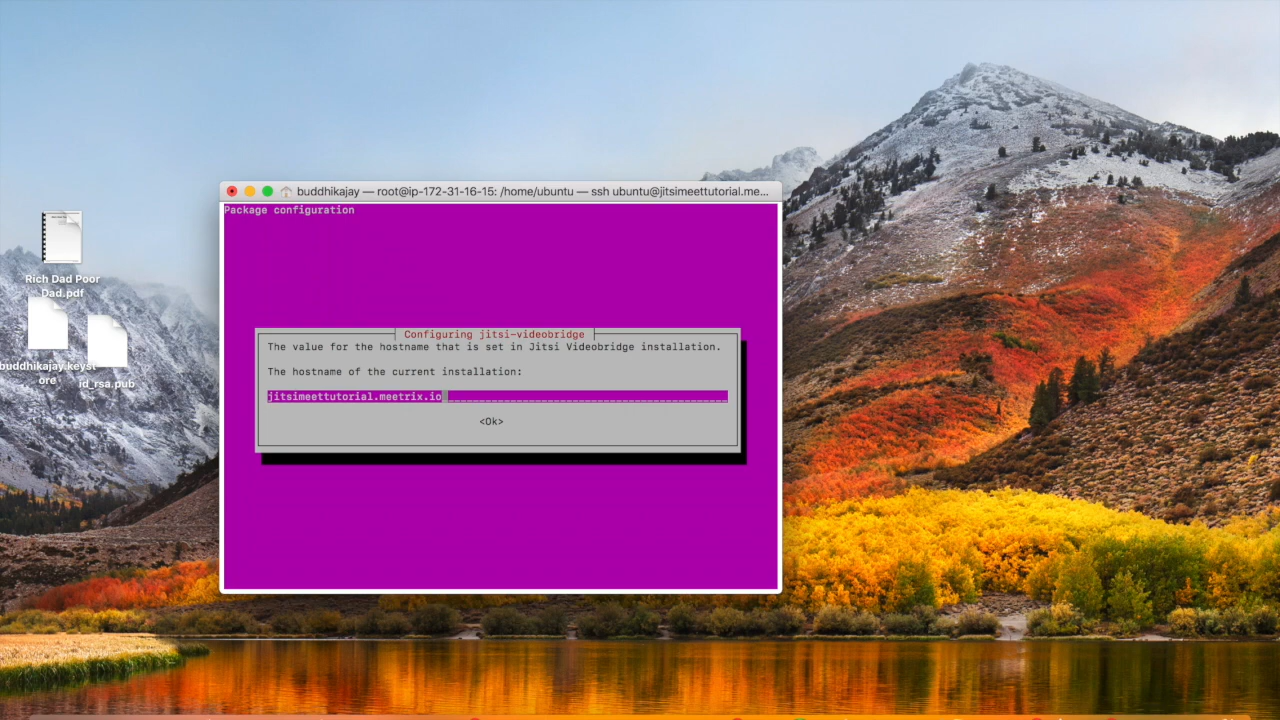 buddhikajay — root@ip-172-31-16-15: /home/ubuntu — ssh ubuntu@jitsimeettutorial.me...
Package configuration
Configuring jitsi-videobridge
The value for the hostname that is set in Jitsi Videobridge installation.
The hostname of the current installation:
jitsimeettutorial.meetrix.io
<Ok>
Rich Dad Poor
Dad.pdf
buddhikajay.keyst
ore
id_rsa.pub